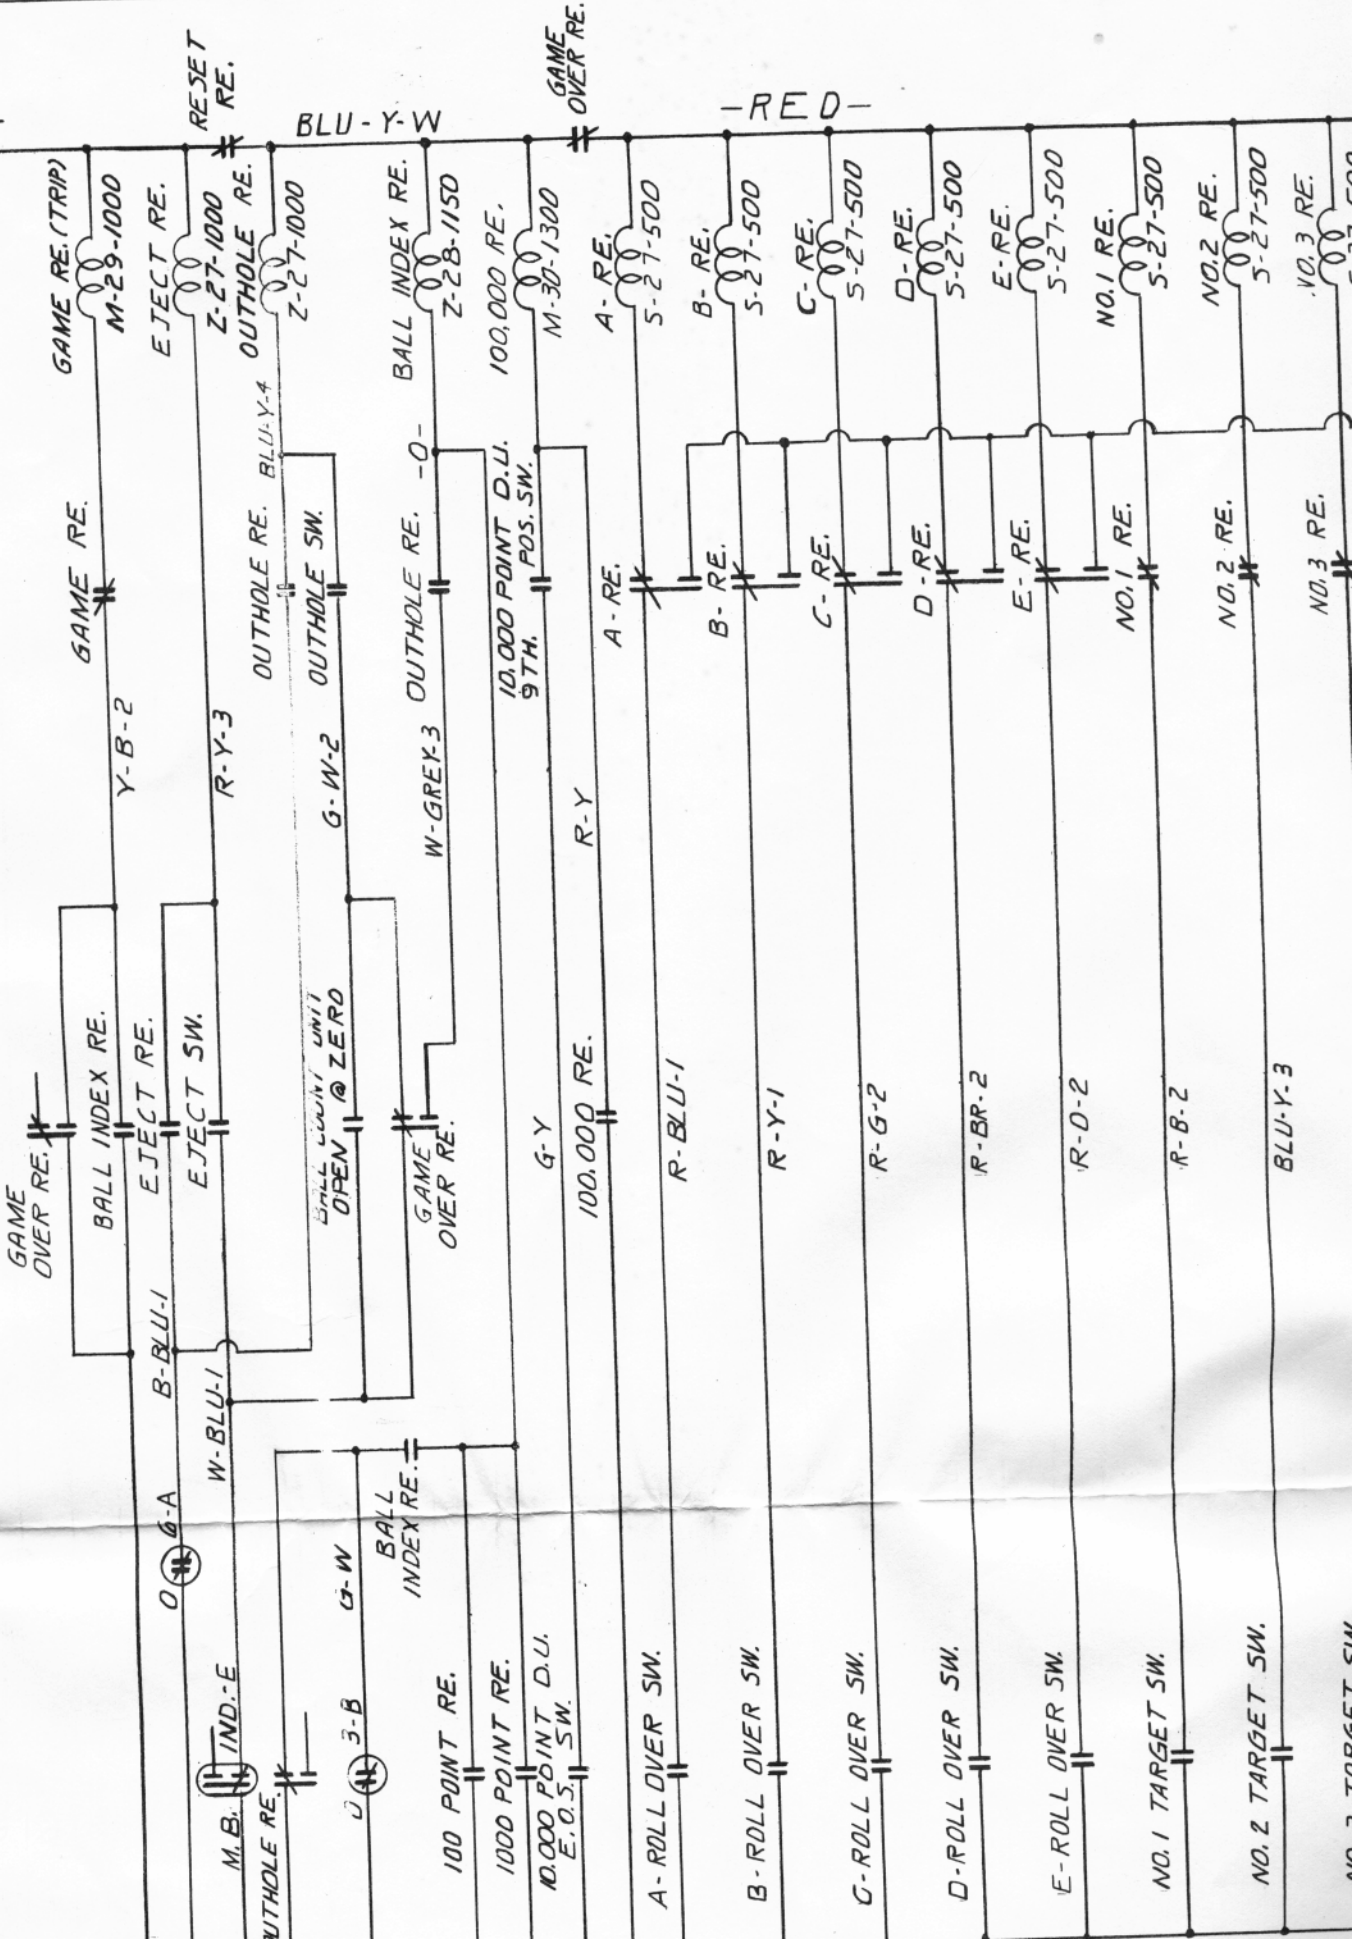 RESET
RE.
BLU-Y-W
GAME
OVER RE.
-RED-
GAME RE.(TRIP)
M-29-1000
EJECT RE.
Z-27-1000
OUTHOLE RE.
Z-27-1000
BALL INDEX RE.
Z-28-1150
100,000 RE.
M-30-1300
A-RE.
S-27-500
B-RE.
S-27-500
C-RE.
S-27-500
D-RE.
S-27-500
E-RE.
S-27-500
NO.1 RE.
S-27-500
NO.2 RE.
S-27-500
NO.3 RE.
GAME RE.
BLU-Y-4
OUTHOLE RE.
OUTHOLE SW.
-O-
OUTHOLE RE.
10.000 POINT D.U.
9TH. POS. SW.
A-RE.
B-RE.
C-RE.
D-RE.
E-RE.
NO.1 RE.
NO.2 RE.
NO.3 RE.
Y-B-2
R-Y-3
G-W-2
W-GREY-3
R-Y
GAME
OVER RE.
BALL INDEX RE.
EJECT RE.
EJECT SW.
BALL COUNT UNIT
OPEN @ ZERO
GAME
OVER RE.
G-Y
100.000 RE.
R-BLU-1
R-Y-1
R-G-2
R-BR-2
R-O-2
R-B-2
BLU-Y-3
B-BLU-1
W-BLU-1
O 6-A
M.B. IND.-E
OUTHOLE RE.
G-W
O 3-B
BALL
INDEX RE.
100 POINT RE.
1000 POINT RE.
10.000 POINT D.U.
E.O.S. SW.
A-ROLL OVER SW.
B-ROLL OVER SW.
C-ROLL OVER SW.
D-ROLL OVER SW.
E-ROLL OVER SW.
NO.1 TARGET SW.
NO.2 TARGET SW.
TARGET SW.